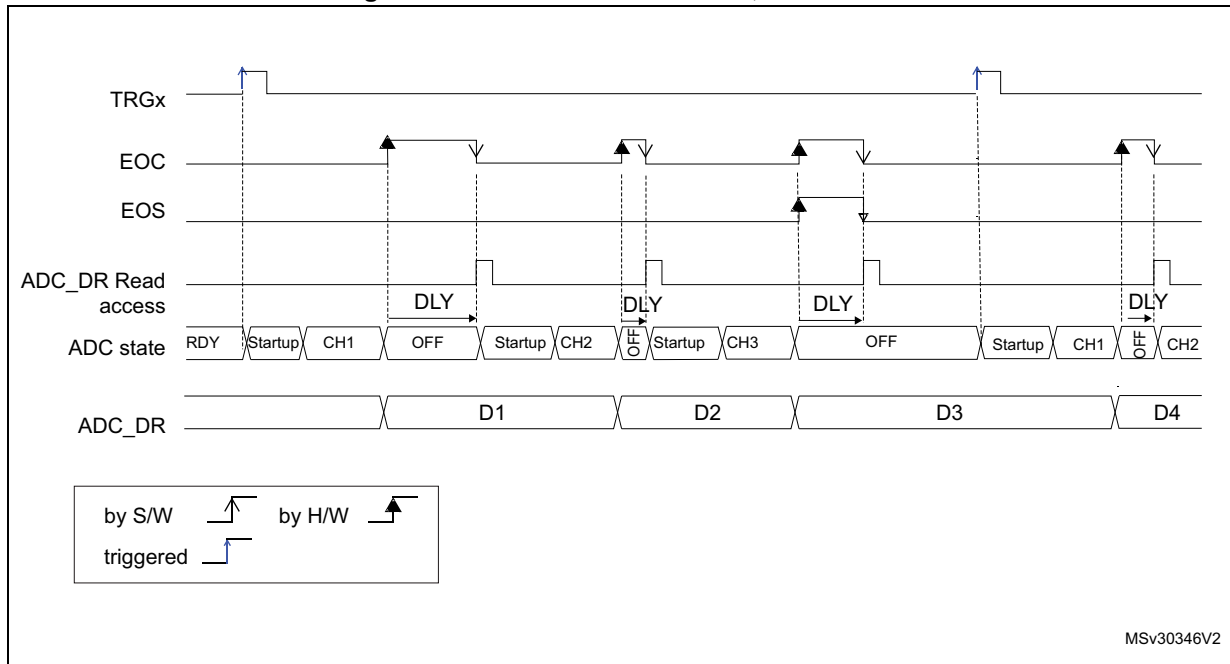 TRGx
EOC
EOS
ADC_DR Read
access
DLY DLY DLY DLY
ADC state RDY Startup CH1 OFF Startup CH2 OFF Startup CH3 OFF Startup CH1 OFF CH2
ADC_DR D1 D2 D3 D4
by S/W by H/W
triggered
MSv30346V2